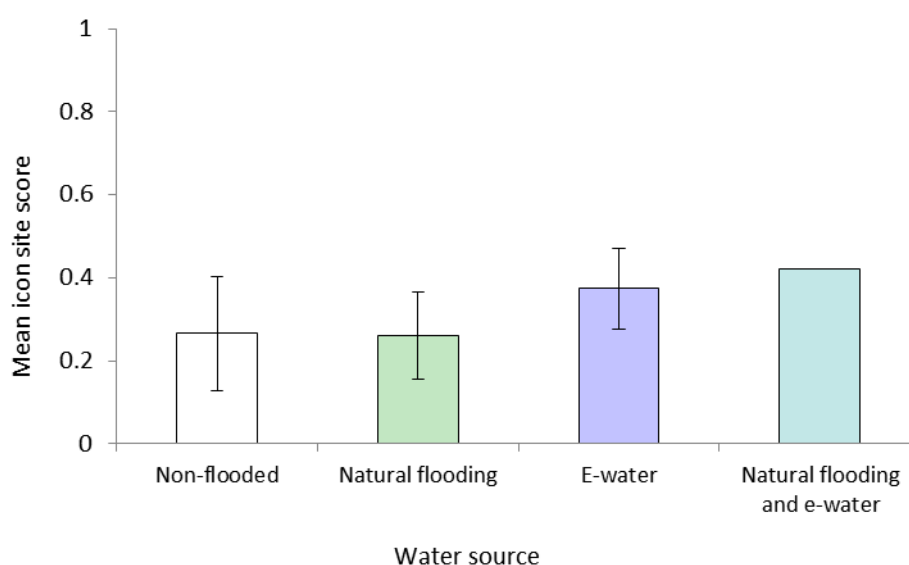 1
0.8
0.6
0.4
0.2
0
Mean icon site score
Non-flooded
Natural flooding
E-water
Natural flooding
and e-water
Water source